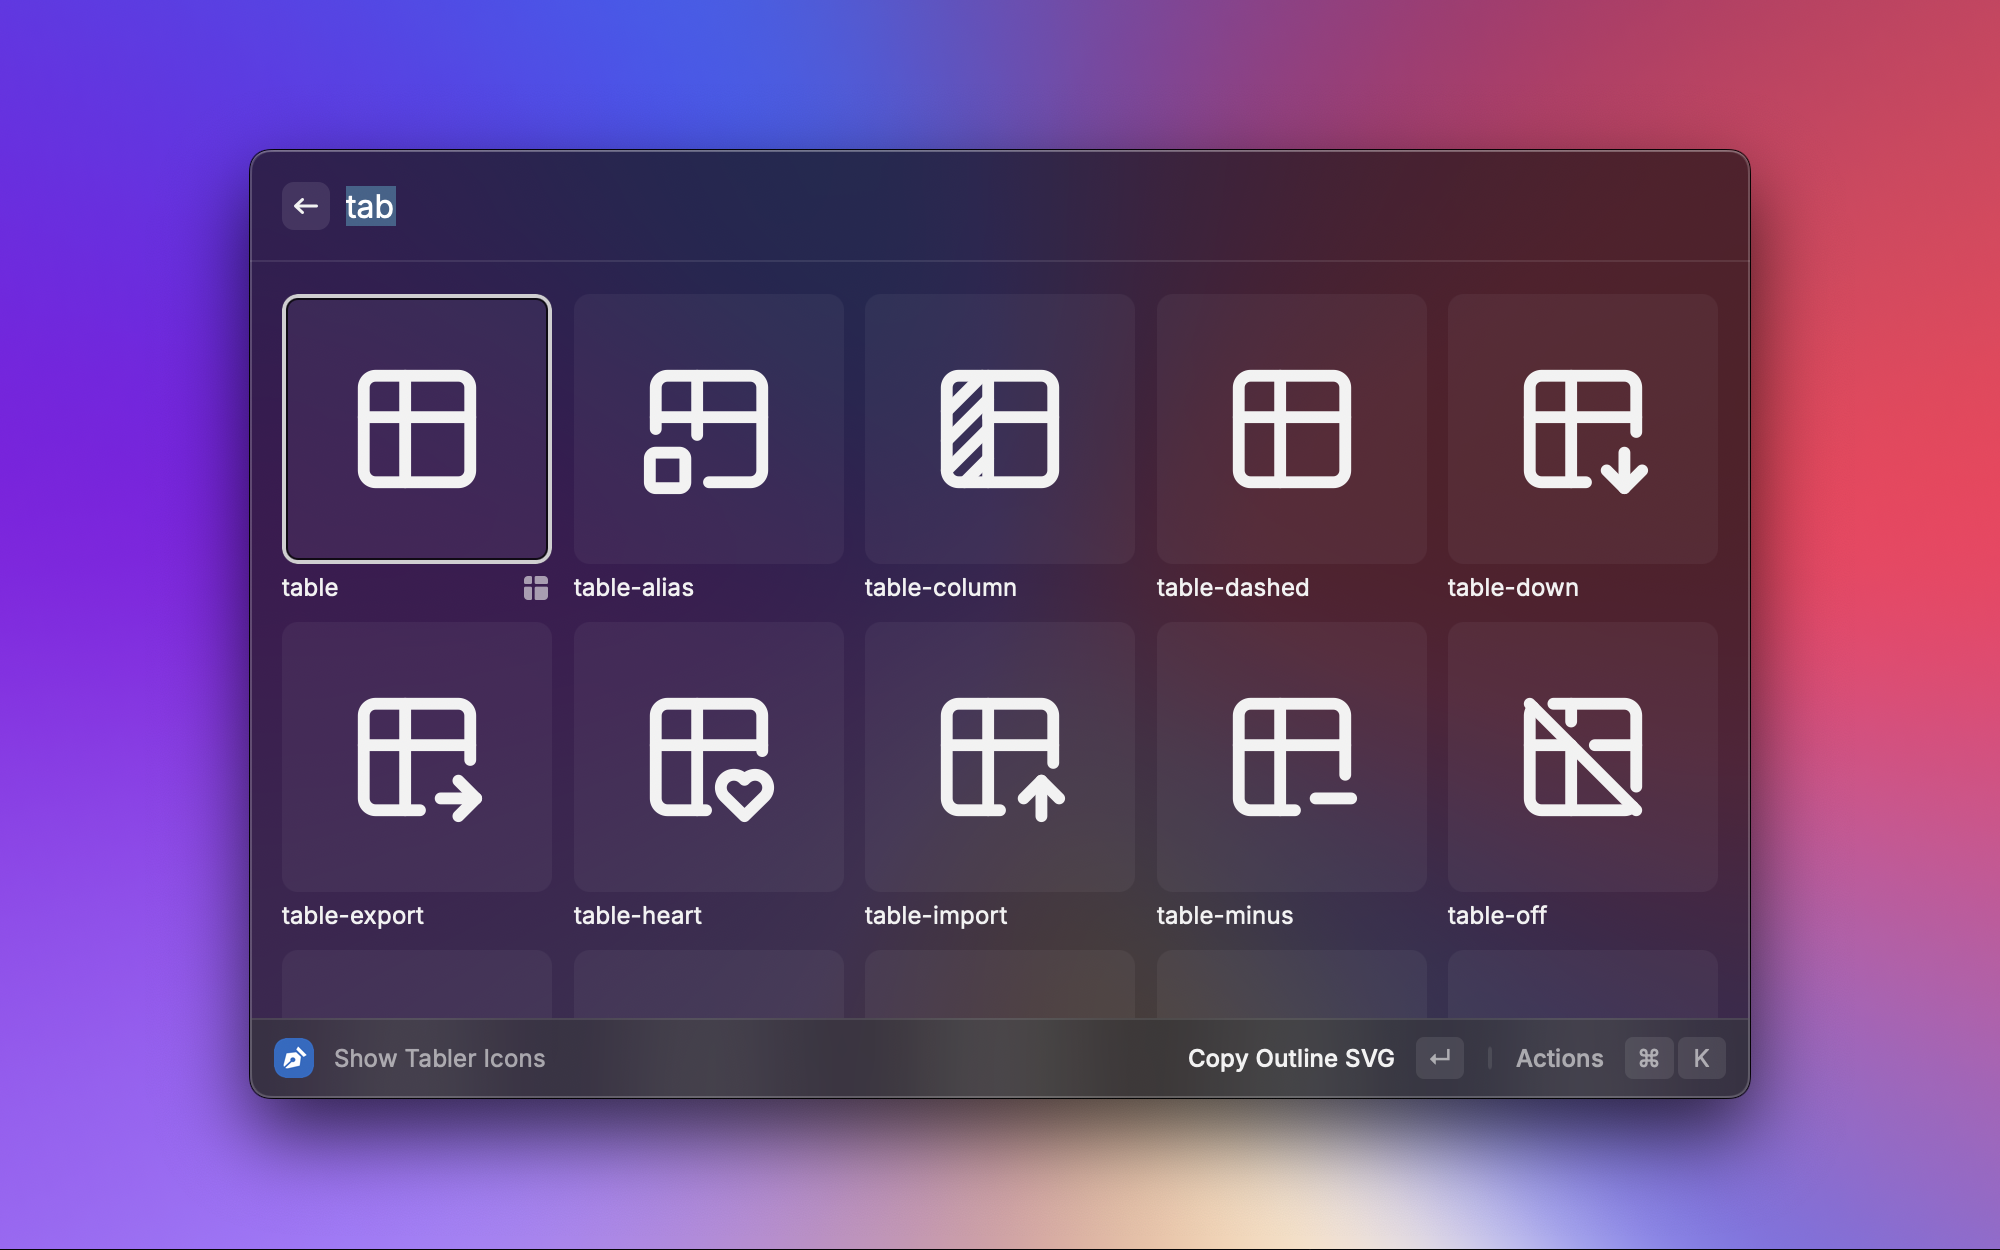 tab
table
table-alias
table-column
table-dashed
table-down
table-export
table-heart
table-import
table-minus
table-off
Show Tabler Icons
Copy Outline SVG
Actions ⌘ K